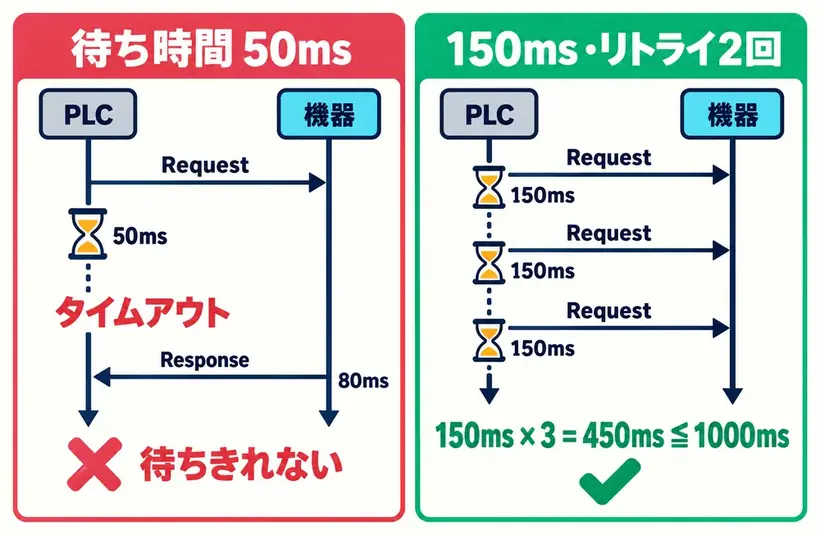 待ち時間 50ms
PLC
機器
Request
50ms
タイムアウト
Response
80ms
待ちきれない
150ms・リトライ2回
PLC
機器
Request
150ms
Request
150ms
Request
150ms
150ms × 3 = 450ms ≦ 1000ms